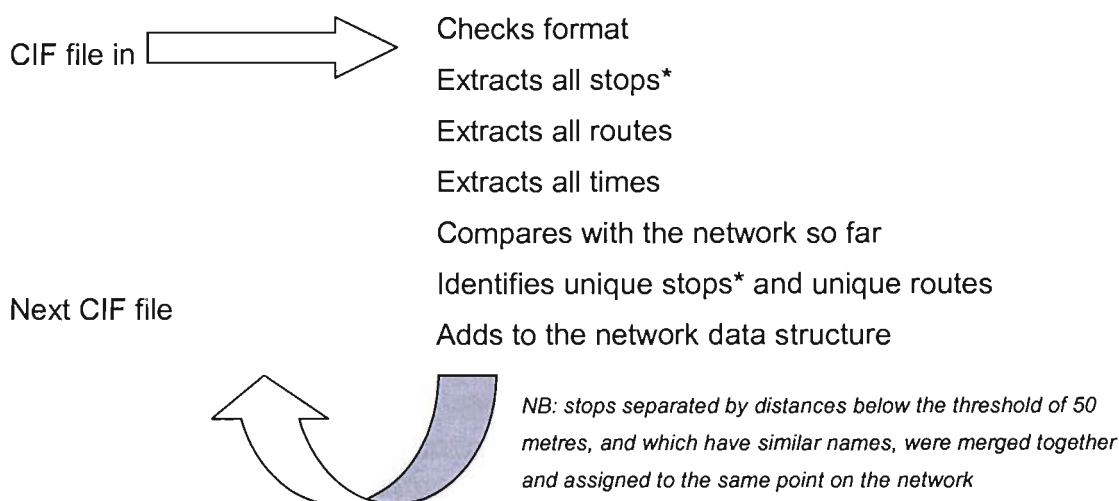 CIF file in
Checks format
Extracts all stops*
Extracts all routes
Extracts all times
Compares with the network so far
Identifies unique stops* and unique routes
Adds to the network data structure
Next CIF file
NB: stops separated by distances below the threshold of 50
metres, and which have similar names, were merged together
and assigned to the same point on the network